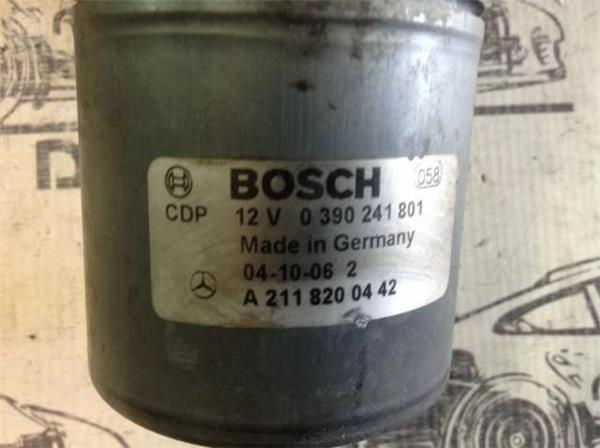 BOSCH 058
CDP 12 V 0 390 241 801
Made in Germany
04-10-06 2
A 211 820 04 42